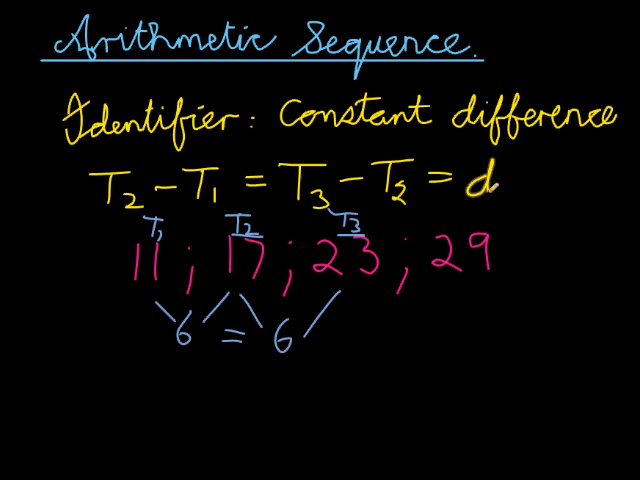 Arithmetic Sequence.
Identifier: Constant difference
T₂ − T₁ = T₃ − T₂ = d
T₁ T₂ T₃
11 ; 17 ; 23 ; 29
6 = 6